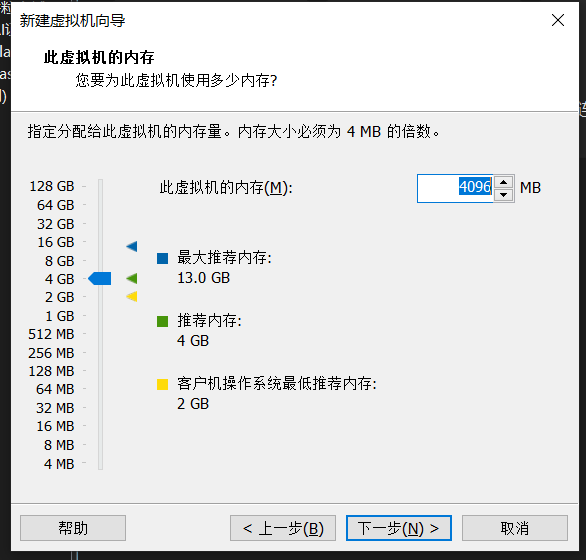 新建虚拟机向导
此虚拟机的内存
您要为此虚拟机使用多少内存?
指定分配给此虚拟机的内存量。内存大小必须为 4 MB 的倍数。
128 GB
64 GB
32 GB
16 GB
8 GB
4 GB
2 GB
1 GB
512 MB
256 MB
128 MB
64 MB
32 MB
16 MB
8 MB
4 MB
此虚拟机的内存(M):
4096 MB
最大推荐内存:
13.0 GB
推荐内存:
4 GB
客户机操作系统最低推荐内存:
2 GB
帮助
< 上一步(B)
下一步(N) >
取消